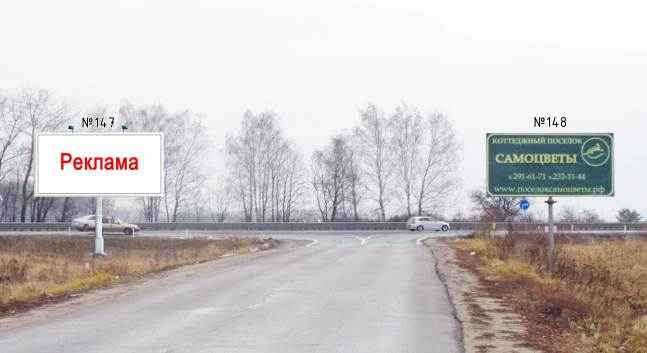 №147
Реклама
№148
КОТТЕДЖНЫЙ ПОСЕЛОК
САМОЦВЕТЫ
т.291-61-71 т.232-11-44
www.поселоксамоцветы.рф